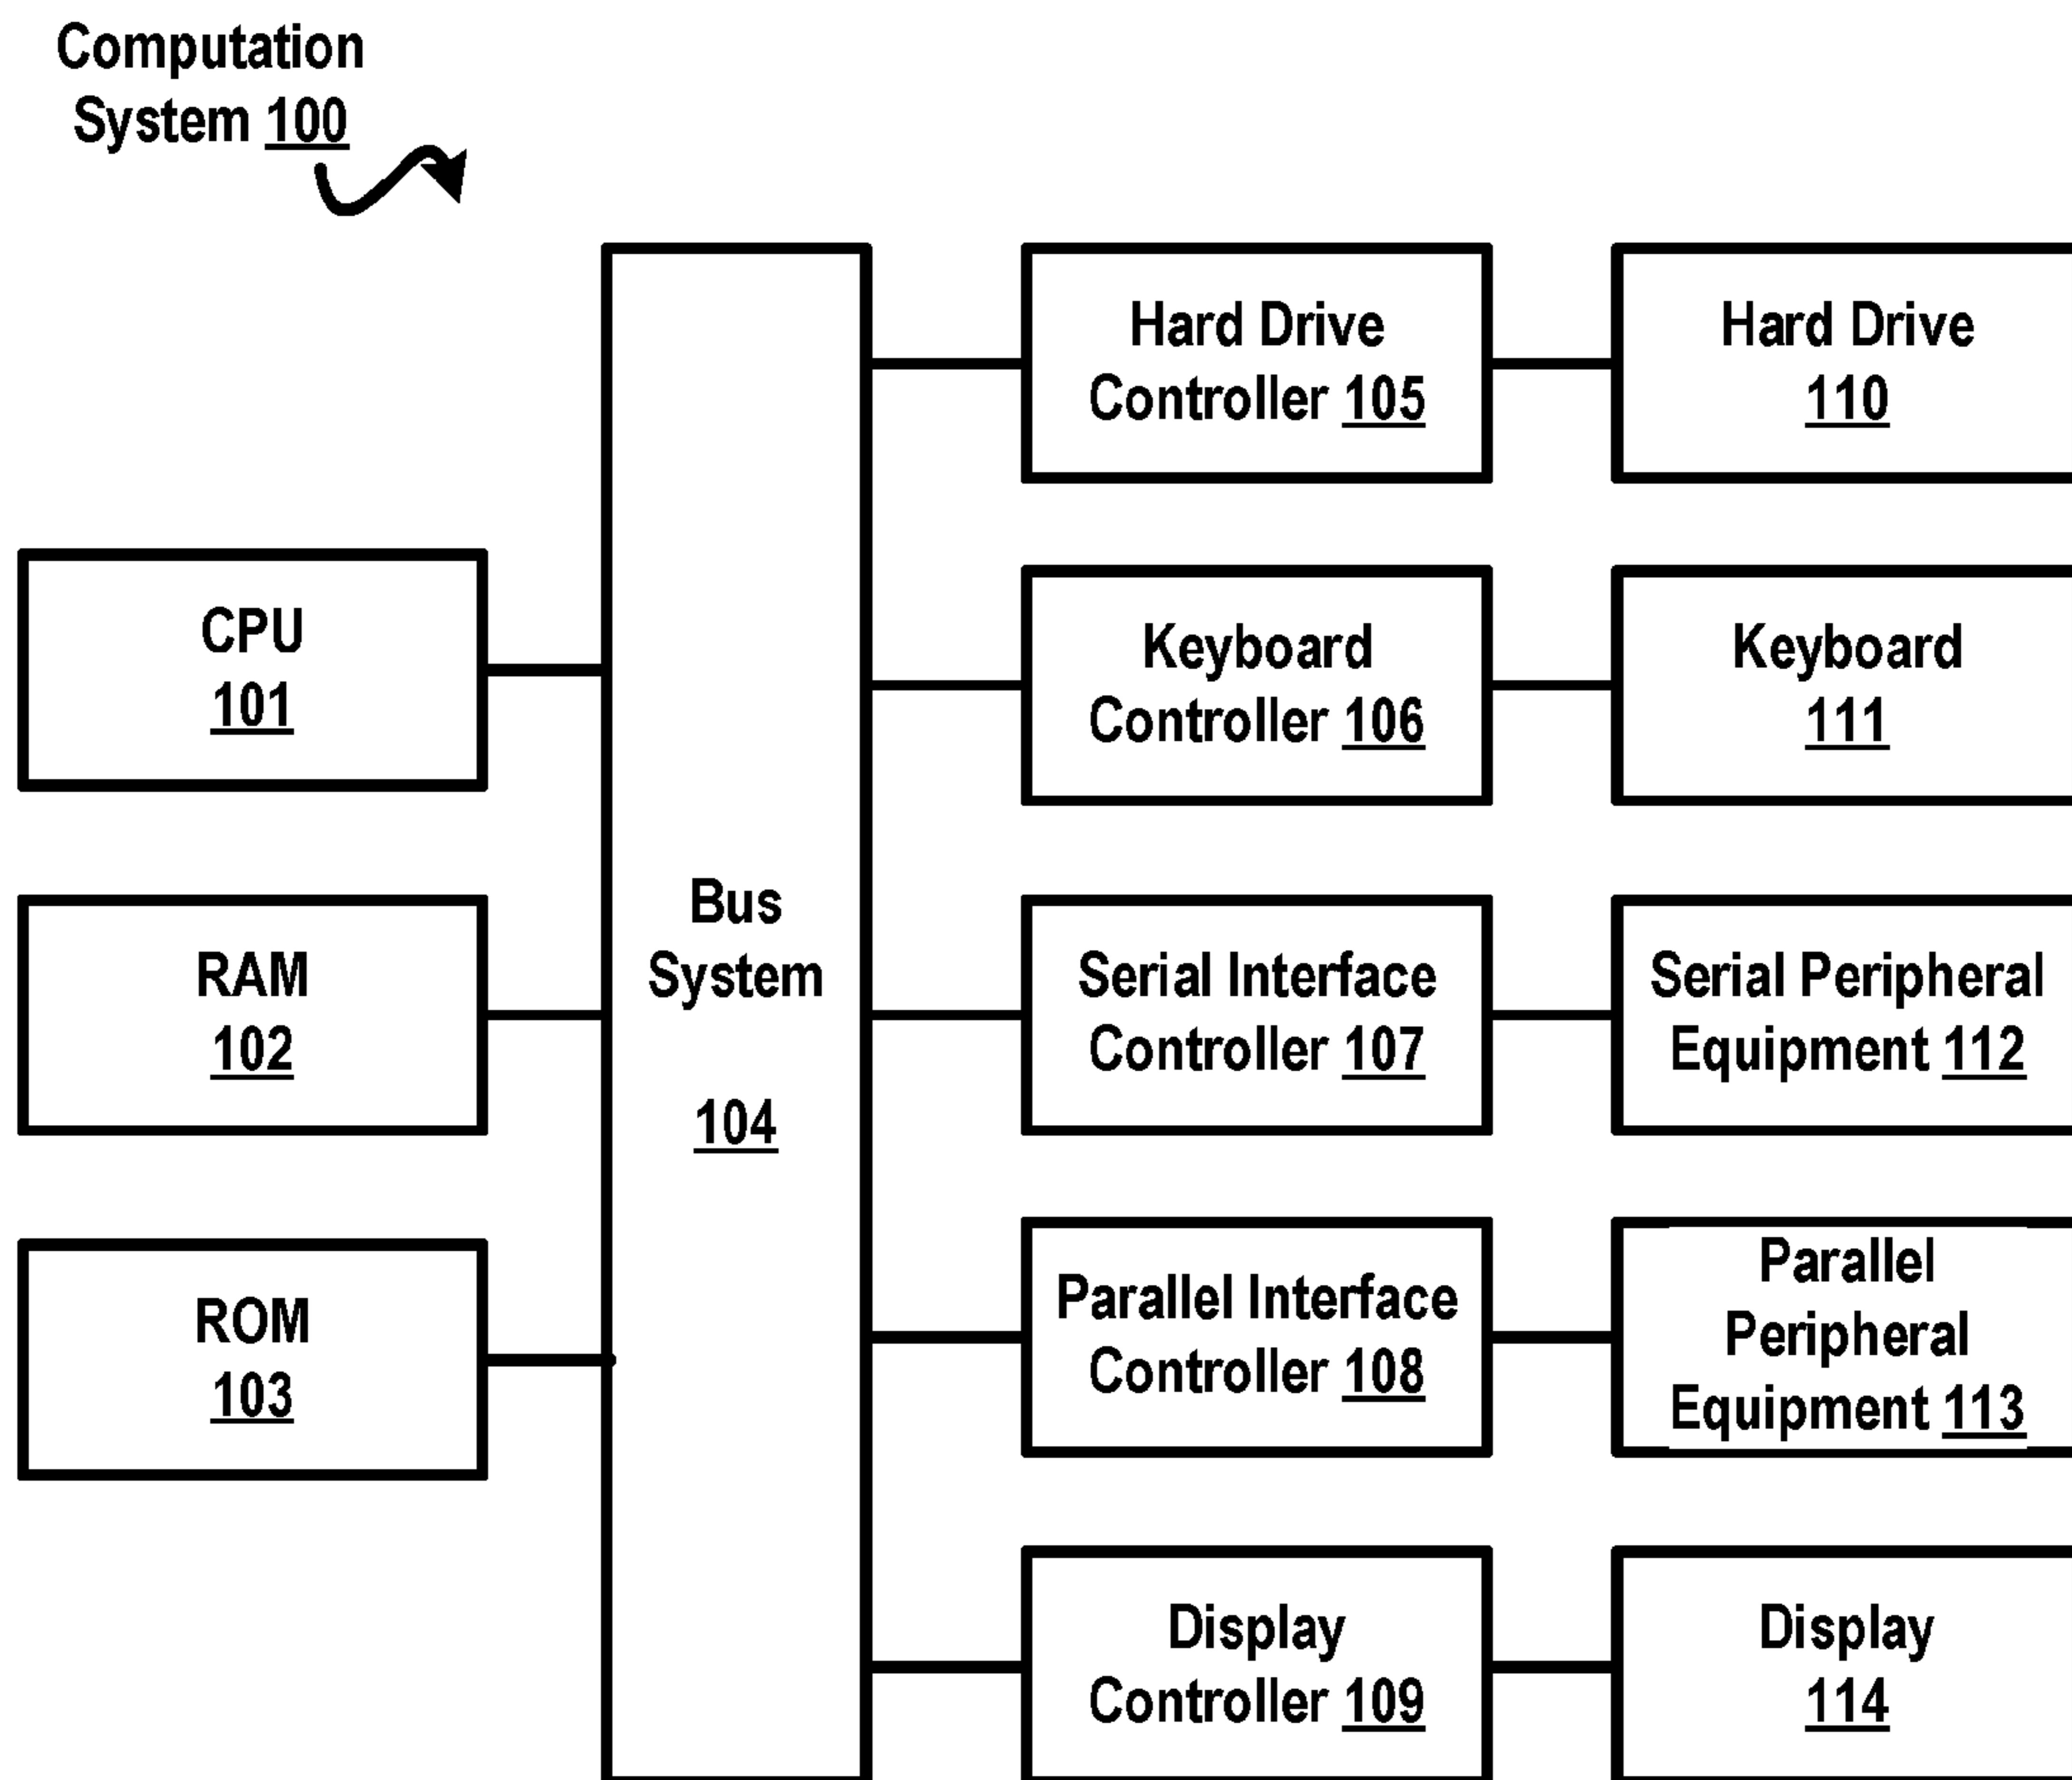 Computation
System 100
CPU
101
RAM
102
ROM
103
Bus
System
104
Hard Drive
Controller 105
Hard Drive
110
Keyboard
Controller 106
Keyboard
111
Serial Interface
Controller 107
Serial Peripheral
Equipment 112
Parallel Interface
Controller 108
Parallel
Peripheral
Equipment 113
Display
Controller 109
Display
114